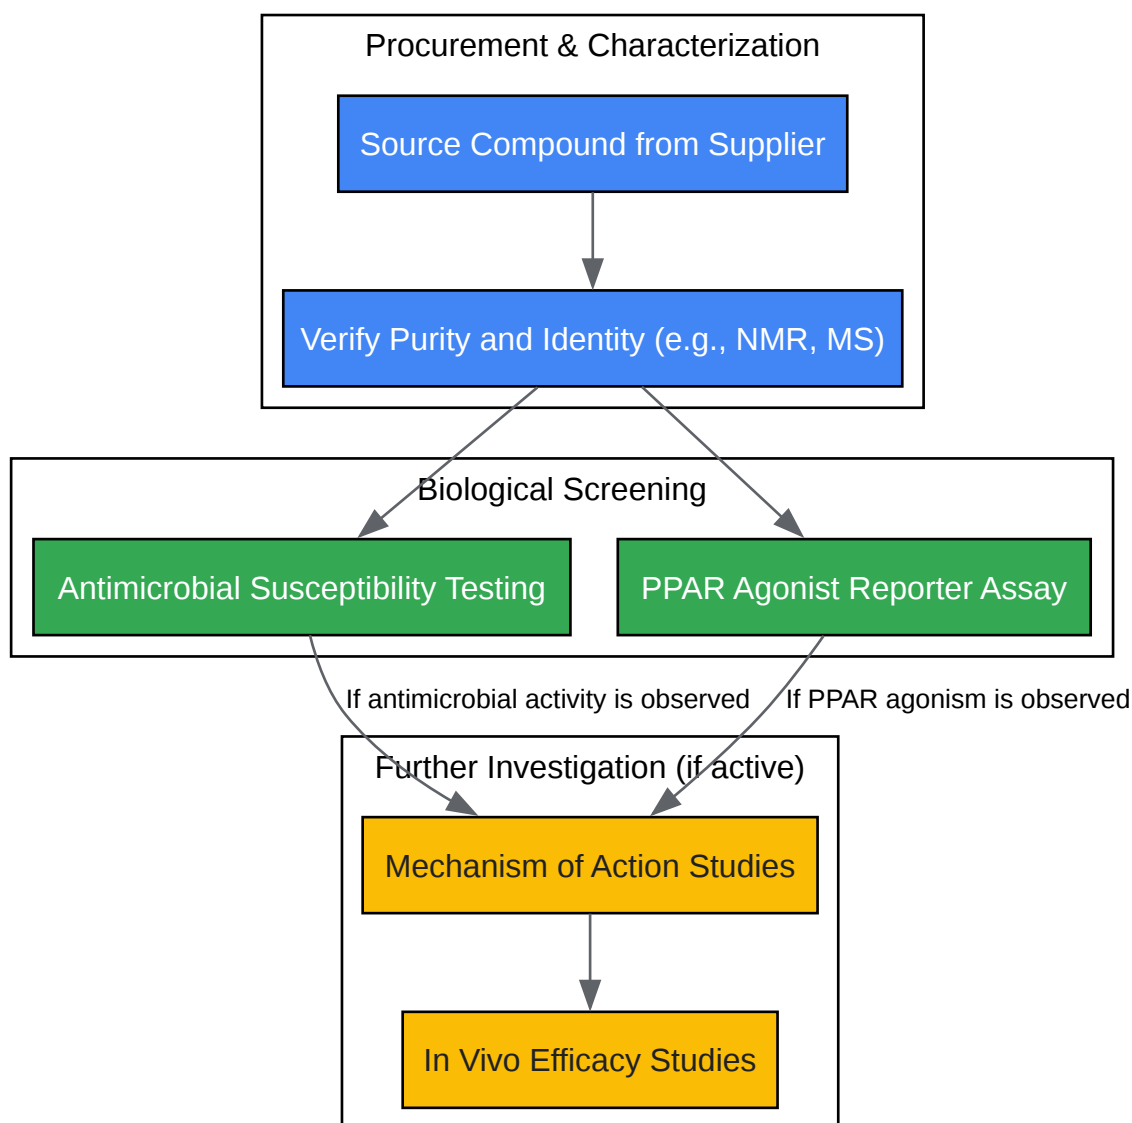 Procurement & Characterization
Source Compound from Supplier
Verify Purity and Identity (e.g., NMR, MS)
Biological Screening
Antimicrobial Susceptibility Testing
PPAR Agonist Reporter Assay
If antimicrobial activity is observed
If PPAR agonism is observed
Further Investigation (if active)
Mechanism of Action Studies
In Vivo Efficacy Studies